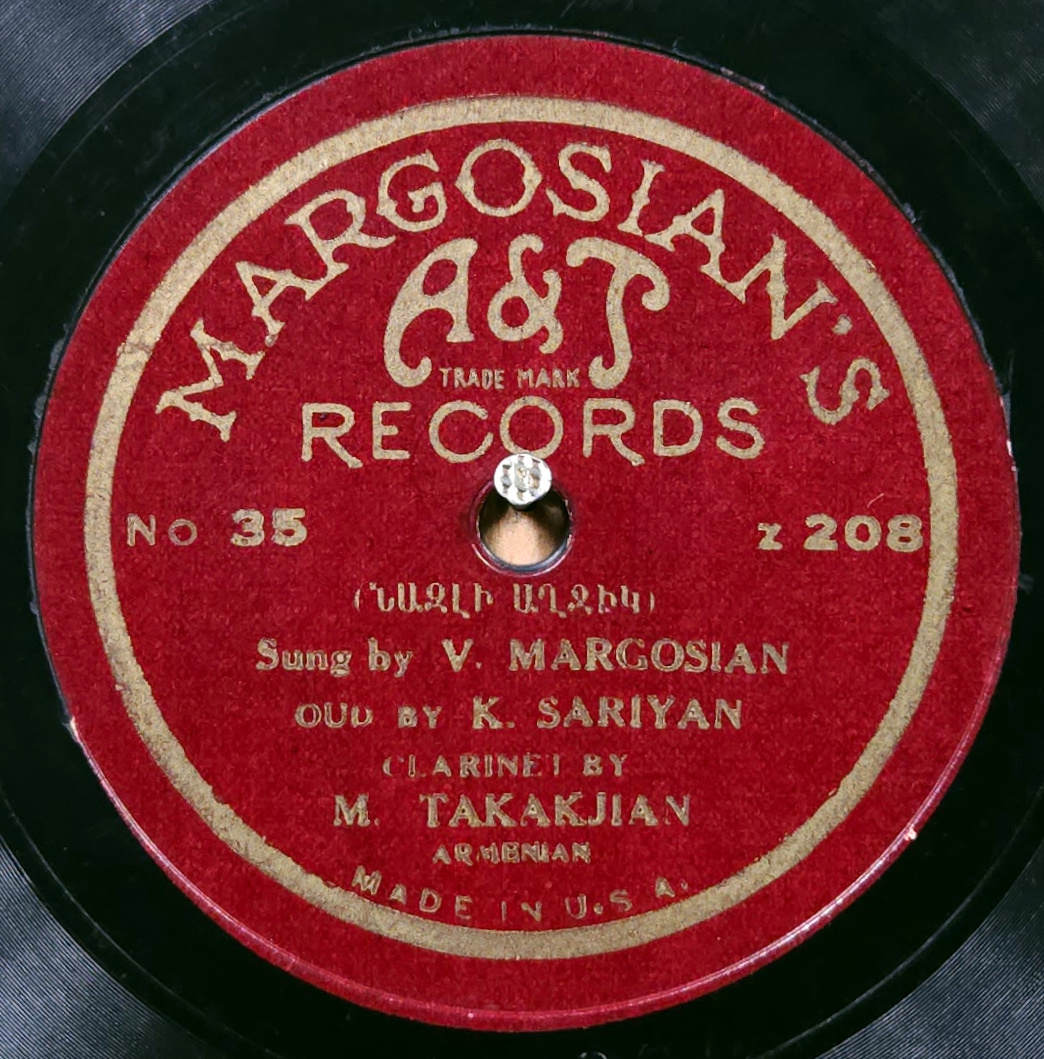 MARGOSIAN'S
A&T
TRADE MARK
RECORDS
No 35
z 208
(ՆԱԶԼԻ ԱՂՋԻԿ)
Sung by V. MARGOSIAN
OUD BY K. SARIYAN
CLARINET BY
M. TAKAKJIAN
ARMENIAN
MADE IN U.S.A.